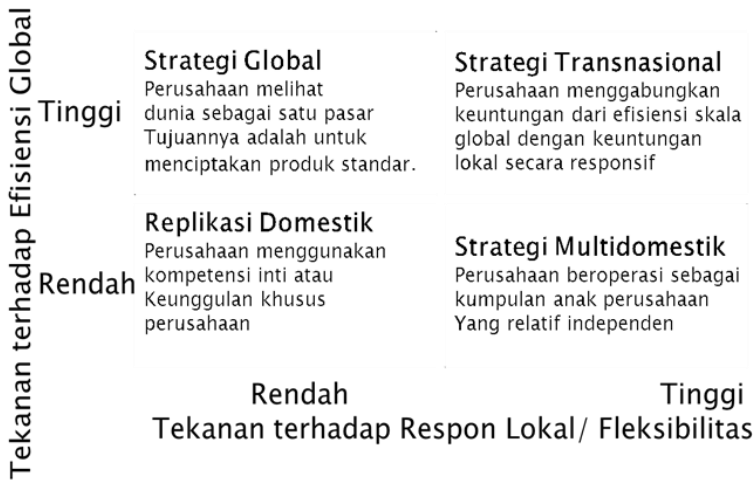 Tekanan terhadap Efisiensi Global
Tinggi
Strategi Global
Perusahaan melihat
dunia sebagai satu pasar
Tujuannya adalah untuk
menciptakan produk standar.
Strategi Transnasional
Perusahaan menggabungkan
keuntungan dari efisiensi skala
global dengan keuntungan
lokal secara responsif
Rendah
Replikasi Domestik
Perusahaan menggunakan
kompetensi inti atau
Keunggulan khusus
perusahaan
Strategi Multidomestik
Perusahaan beroperasi sebagai
kumpulan anak perusahaan
Yang relatif independen
Rendah
Tinggi
Tekanan terhadap Respon Lokal/ Fleksibilitas